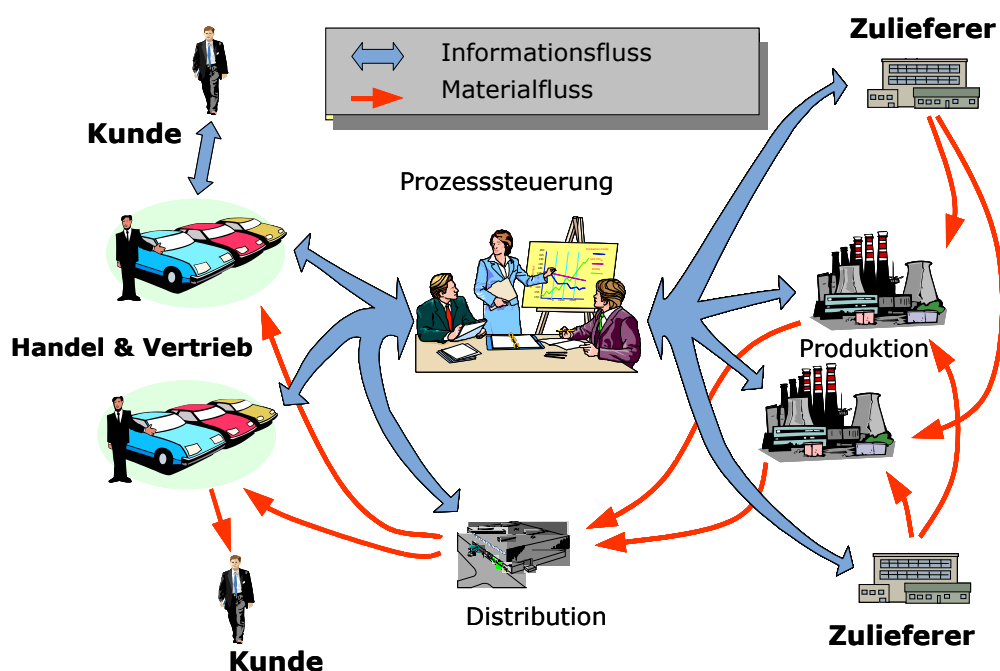 Zulieferer
Informationsfluss
Materialfluss
Kunde
Prozesssteuerung
Handel & Vertrieb
Produktion
Distribution
Zulieferer
Kunde